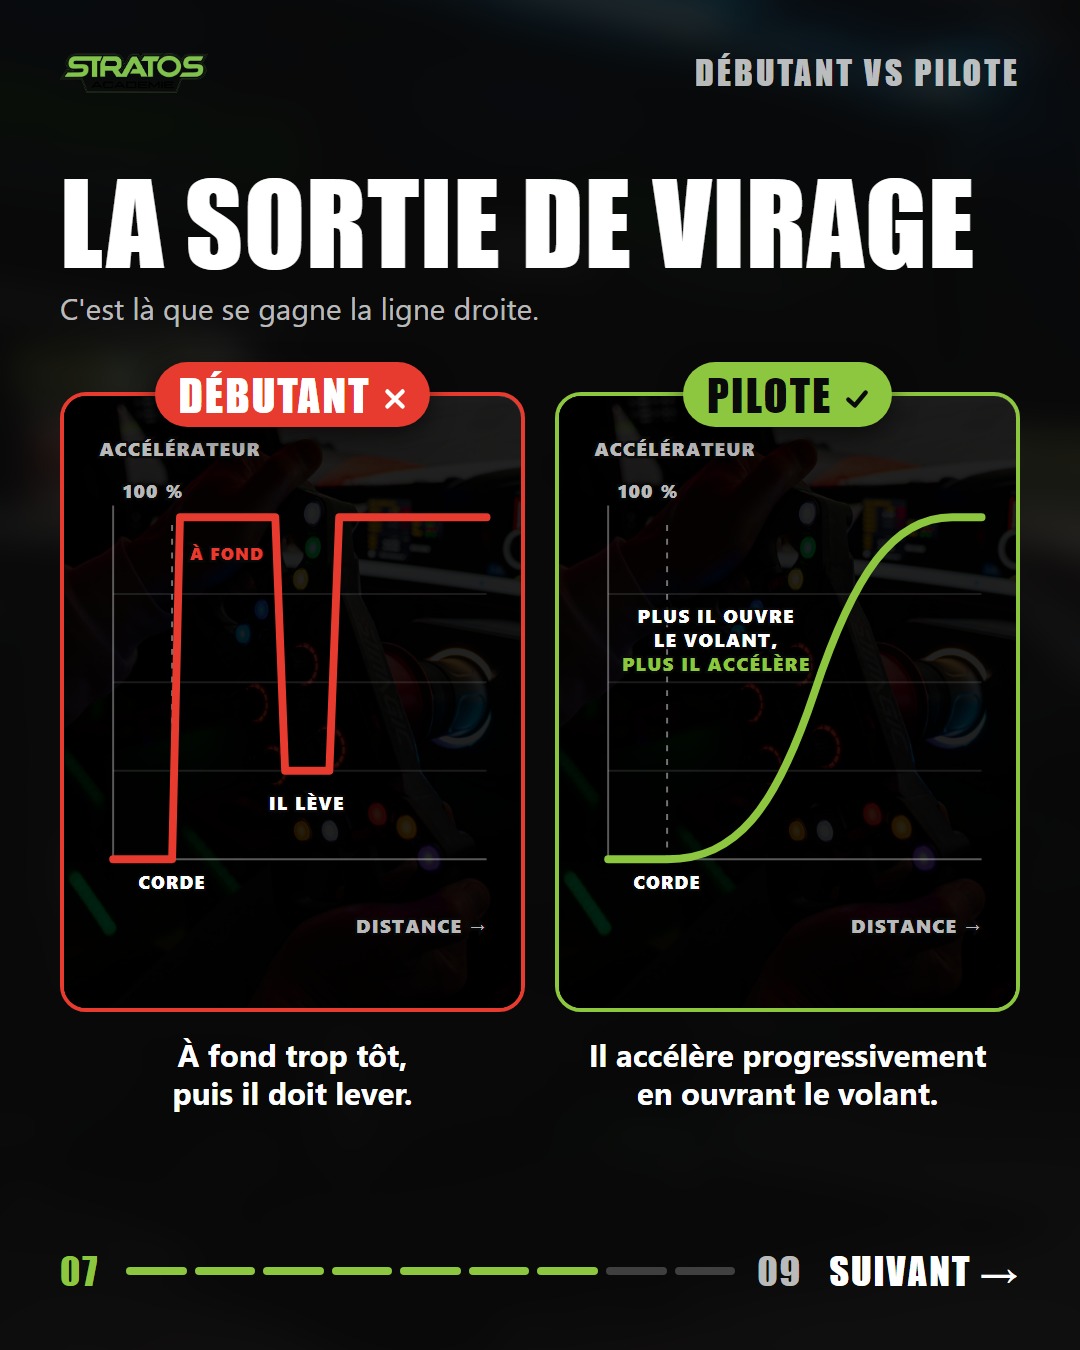 STRATOS
ACADEMIE
DÉBUTANT VS PILOTE
LA SORTIE DE VIRAGE
C'est là que se gagne la ligne droite.
DÉBUTANT ×
ACCÉLÉRATEUR
100 %
À FOND
IL LÈVE
CORDE
DISTANCE →
À fond trop tôt,
puis il doit lever.
PILOTE ✓
ACCÉLÉRATEUR
100 %
PLUS IL OUVRE
LE VOLANT,
PLUS IL ACCÉLÈRE
CORDE
DISTANCE →
Il accélère progressivement
en ouvrant le volant.
07
09
SUIVANT →